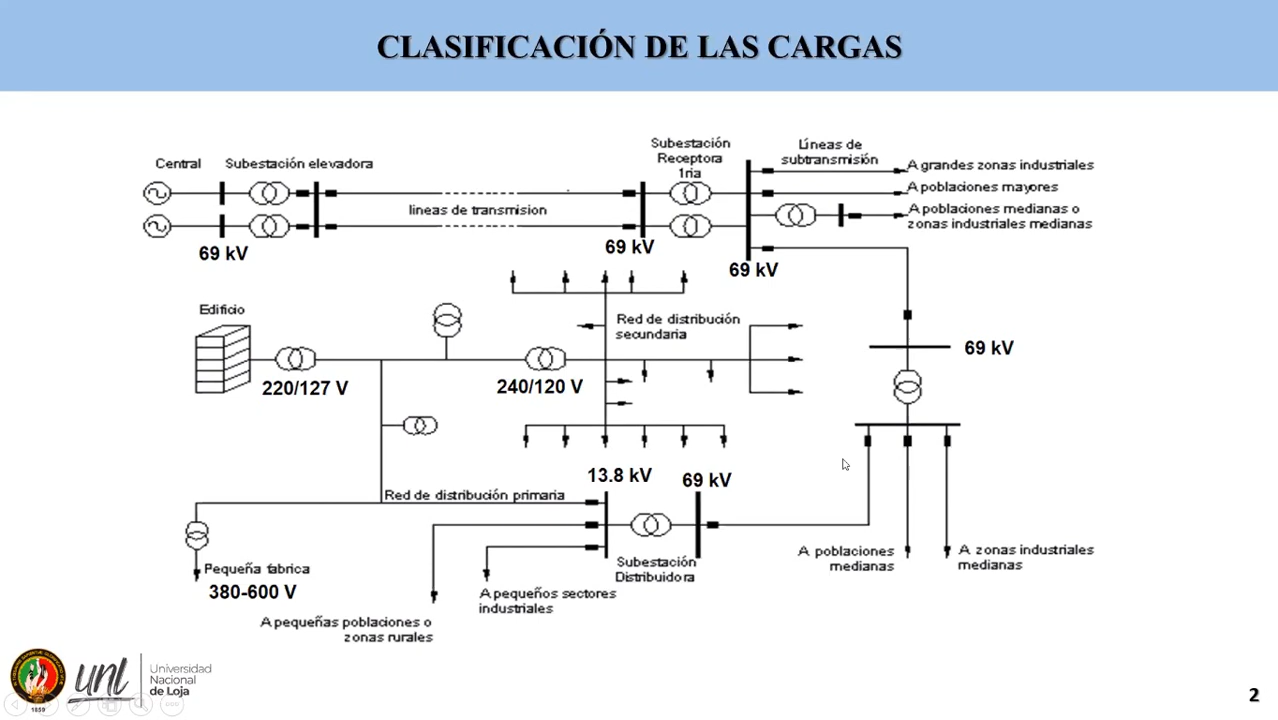 CLASIFICACIÓN DE LAS CARGAS
Central
Subestación elevadora
Subestación
Receptora
1ria
Líneas de
subtransmisión
A grandes zonas industriales
A poblaciones mayores
A poblaciones medianas o
zonas industriales medianas
lineas de transmision
69 kV
69 kV
69 kV
Edificio
Red de distribución
secundaria
69 kV
220/127 V
240/120 V
13.8 kV
69 kV
Red de distribución primaria
Subestación
Distribuidora
A poblaciones
medianas
A zonas industriales
medianas
Pequeña fabrica
380-600 V
A pequeños sectores
industriales
A pequeñas poblaciones o
zonas rurales
unl
Universidad
Nacional
de Loja
1859
2